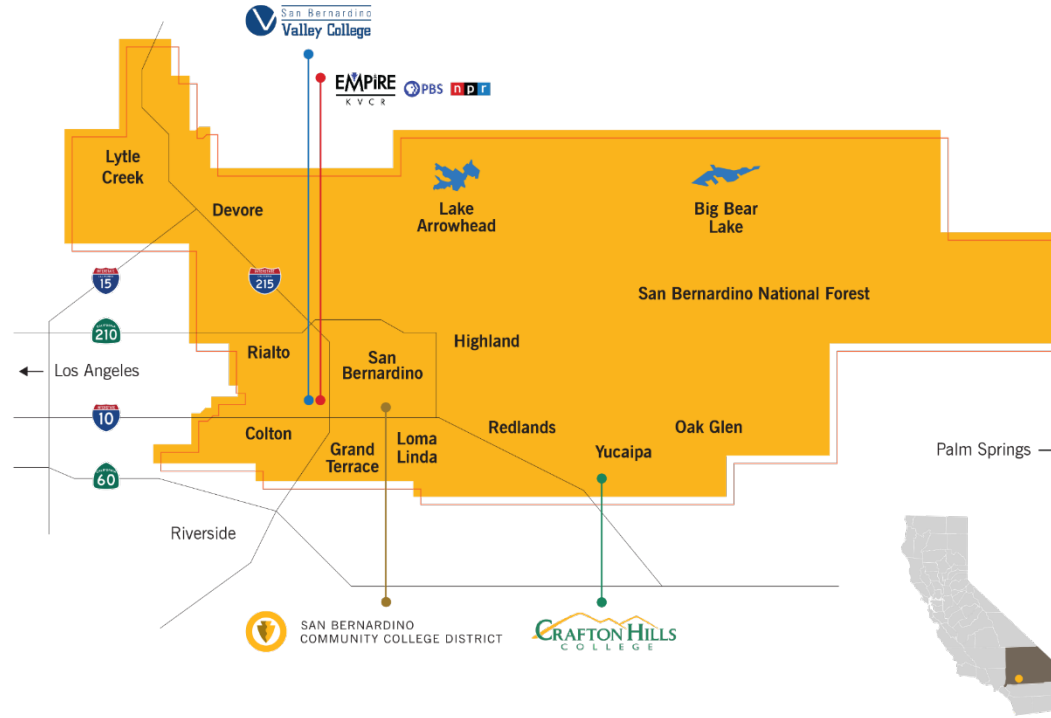 San Bernardino
Valley College
EMPIRE
KVCR
PBS
npr
Lytle
Creek
Devore
Lake
Arrowhead
Big Bear
Lake
15
215
San Bernardino National Forest
210
Rialto
San
Bernardino
Highland
Los Angeles
10
Colton
Grand
Terrace
Loma
Linda
Redlands
Yucaipa
Oak Glen
Palm Springs
60
Riverside
SAN BERNARDINO
COMMUNITY COLLEGE DISTRICT
CRAFTON HILLS
COLLEGE